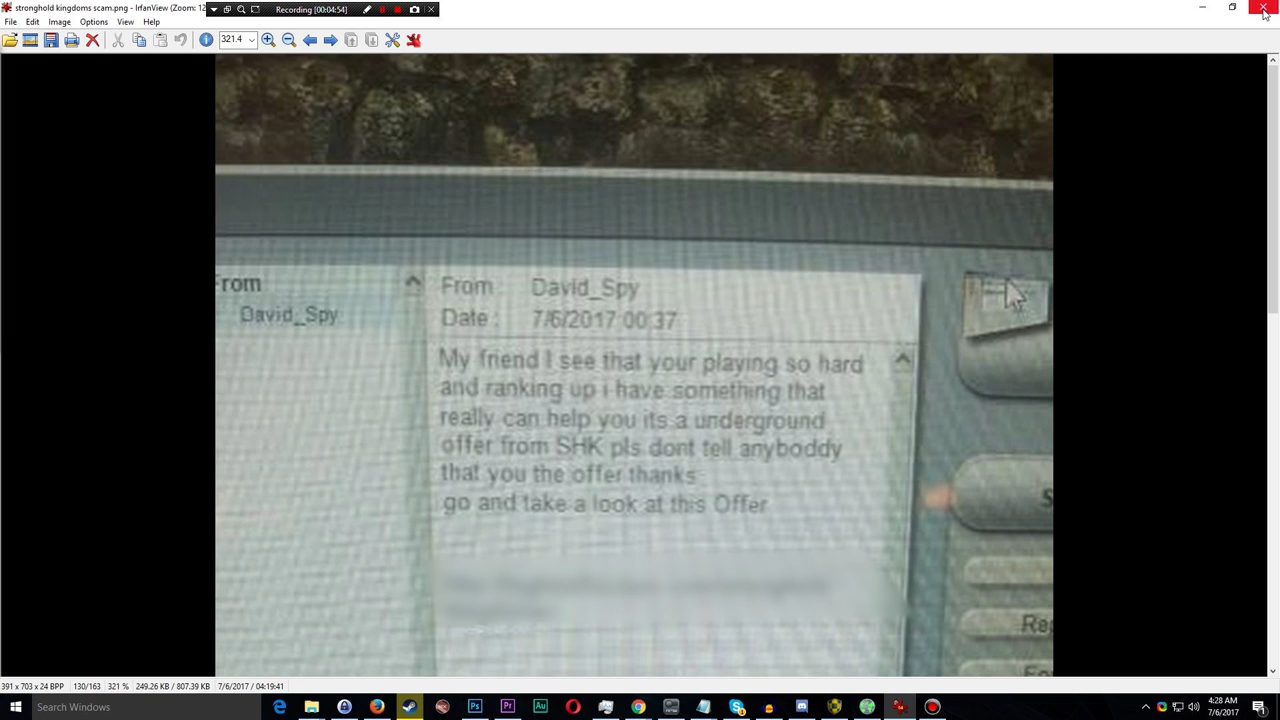 stronghold kingdoms scam.png - IrfanView (Zoom: 12
Recording [00:04:54]
File Edit Image Options View Help
321.4
From
David_Spy
From : David_Spy
Date : 7/6/2017 00:37
My friend I see that your playing so hard
and ranking up i have something that
really can help you its a underground
offer from SHK pls dont tell anyboddy
that you the offer thanks
go and take a look at this Offer
391 x 703 x 24 BPP 130/163 321 % 249.26 KB / 807.39 KB 7/6/2017 / 04:19:41
Search Windows
4:28 AM
7/6/2017